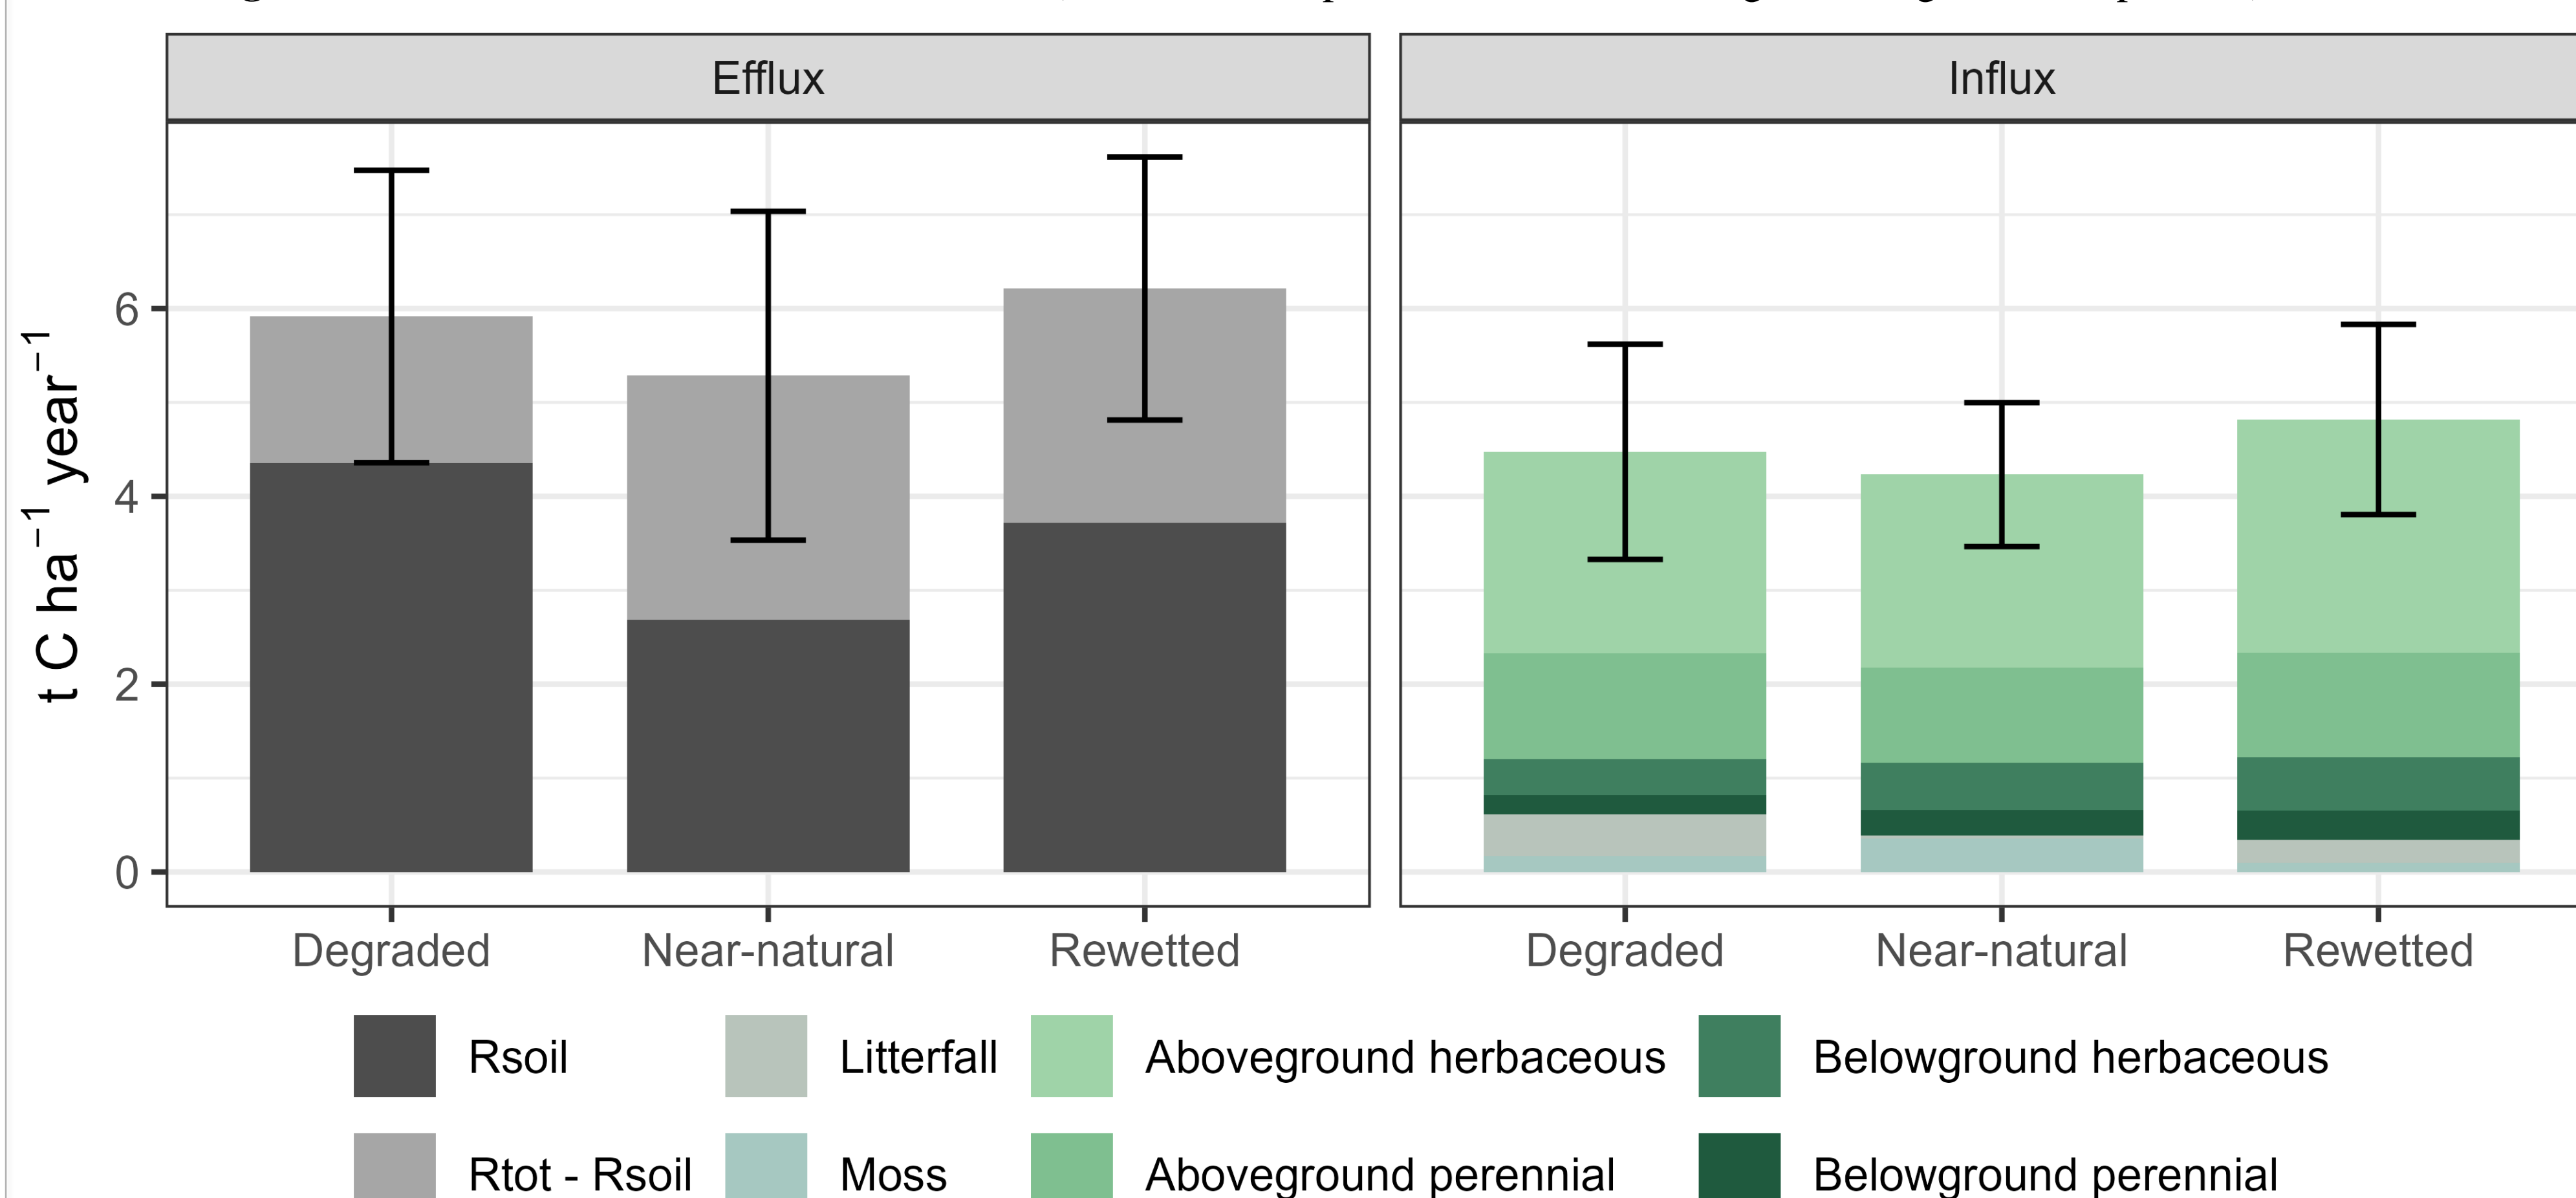 Efflux
Influx
t C ha⁻¹ year⁻¹
6
4
2
0
Degraded Near-natural Rewetted
Degraded Near-natural Rewetted
Rsoil Litterfall Aboveground herbaceous Belowground herbaceous
Rtot - Rsoil Moss Aboveground perennial Belowground perennial